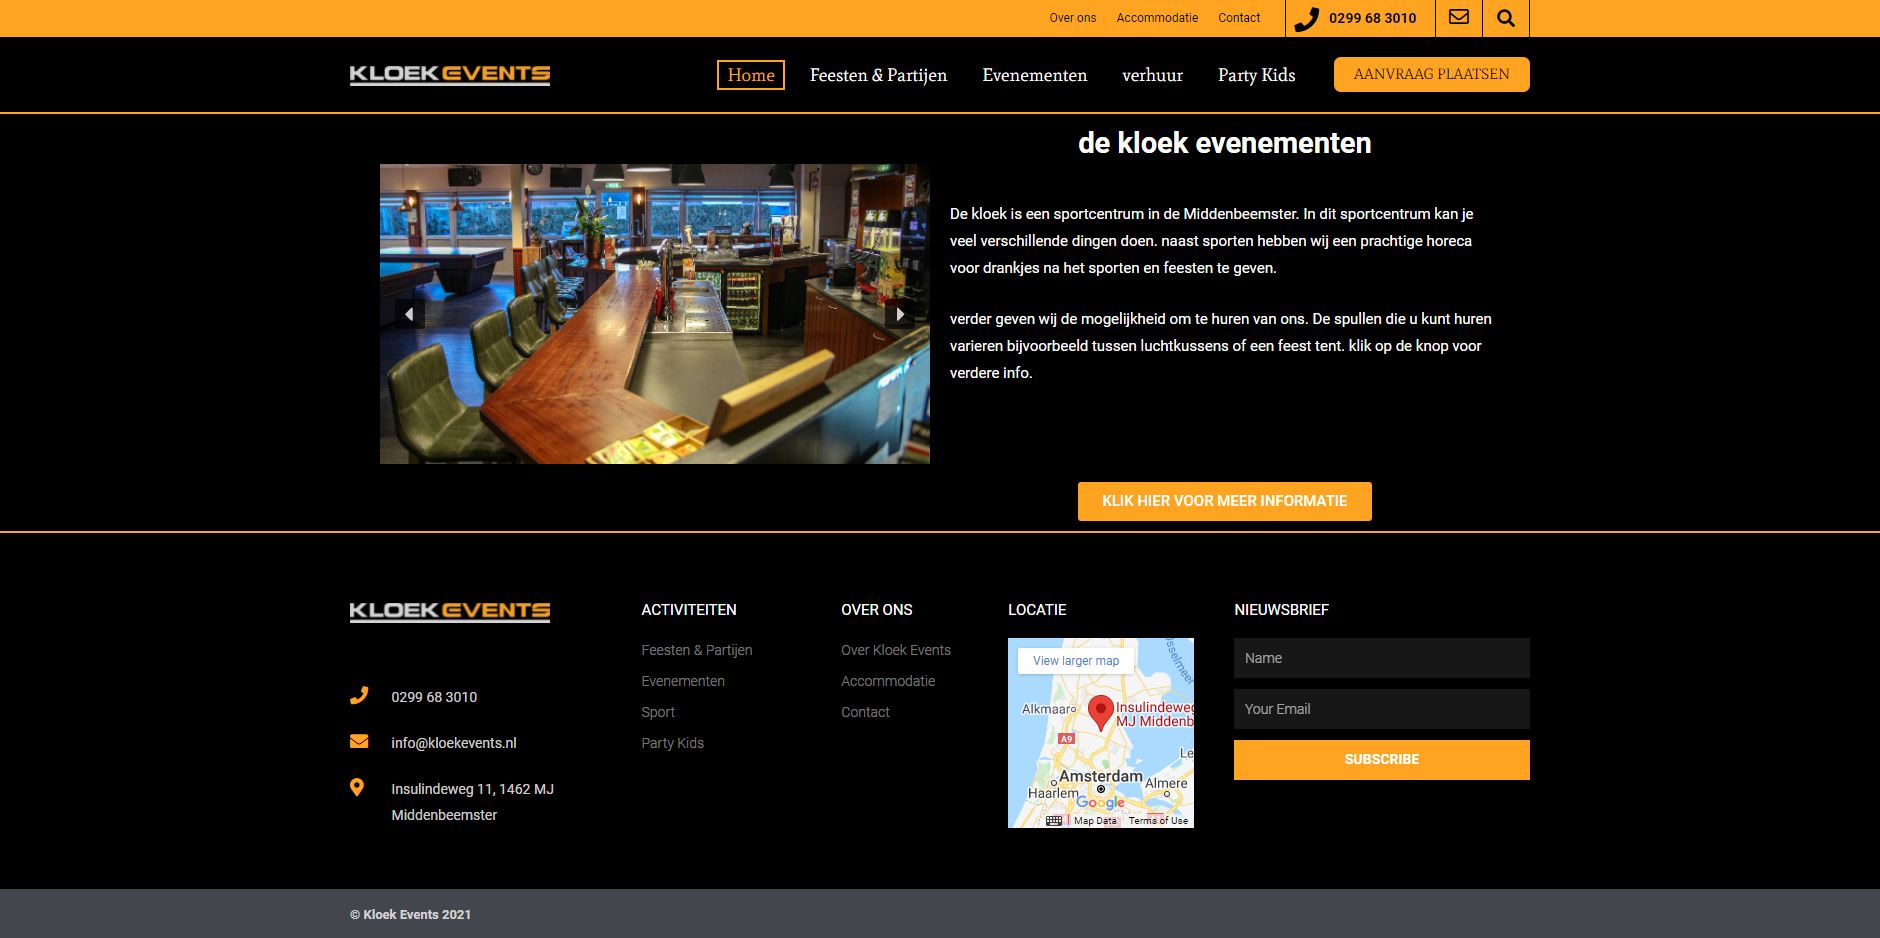 Over ons Accommodatie Contact 0299 68 3010
KLOEK EVENTS
Home Feesten & Partijen Evenementen verhuur Party Kids AANVRAAG PLAATSEN
de kloek evenementen
De kloek is een sportcentrum in de Middenbeemster. In dit sportcentrum kan je
veel verschillende dingen doen. naast sporten hebben wij een prachtige horeca
voor drankjes na het sporten en feesten te geven.
verder geven wij de mogelijkheid om te huren van ons. De spullen die u kunt huren
varieren bijvoorbeeld tussen luchtkussens of een feest tent. klik op de knop voor
verdere info.
KLIK HIER VOOR MEER INFORMATIE
KLOEK EVENTS
0299 68 3010
info@kloekevents.nl
Insulindeweg 11, 1462 MJ
Middenbeemster
ACTIVITEITEN
Feesten & Partijen
Evenementen
Sport
Party Kids
OVER ONS
Over Kloek Events
Accommodatie
Contact
LOCATIE
View larger map
Alkmaar
Insulindeweg
MJ Middenb
A9
Le
Amsterdam
Almere
Haarlem
Google
Map Data Terms of Use
NIEUWSBRIEF
Name
Your Email
SUBSCRIBE
© Kloek Events 2021